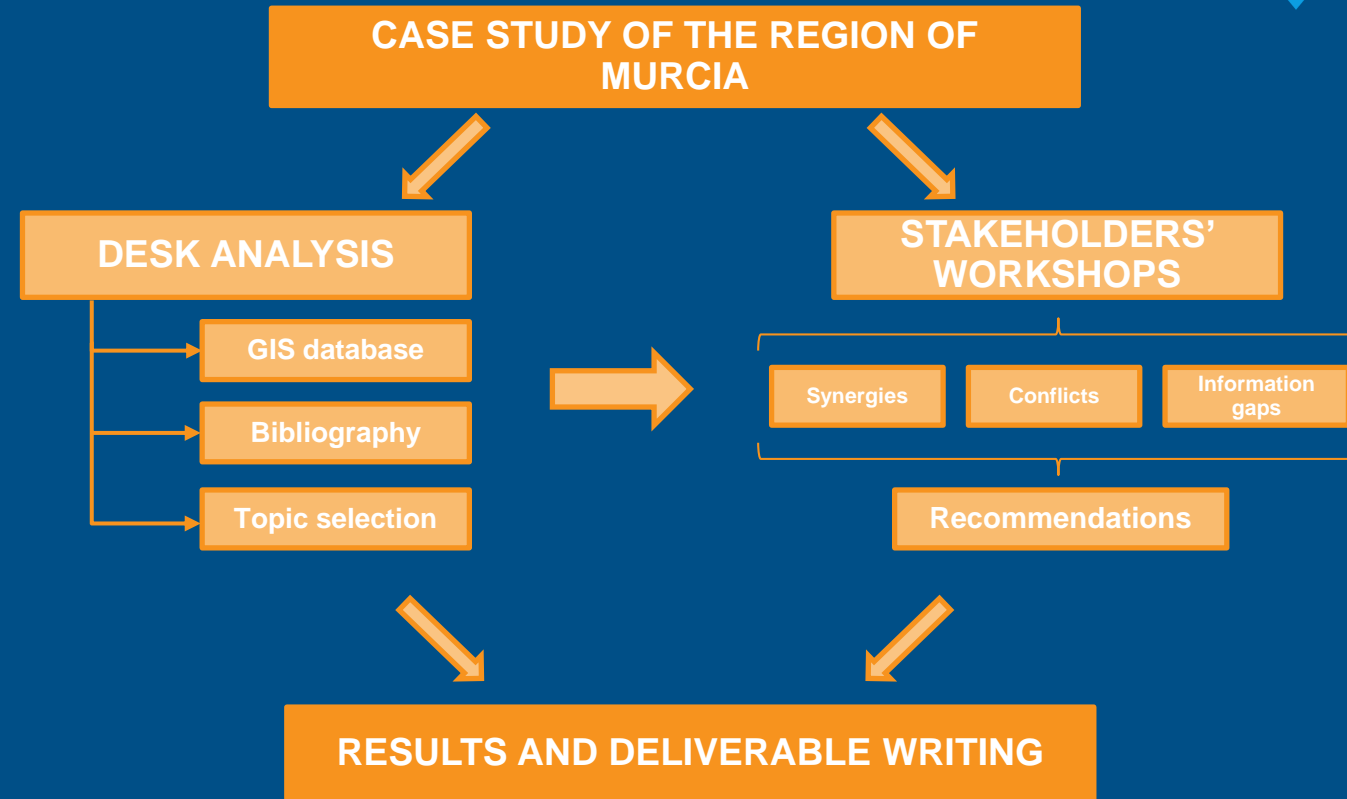 CASE STUDY OF THE REGION OF
MURCIA
DESK ANALYSIS
GIS database
Bibliography
Topic selection
STAKEHOLDERS’
WORKSHOPS
Synergies
Conflicts
Information
gaps
Recommendations
RESULTS AND DELIVERABLE WRITING